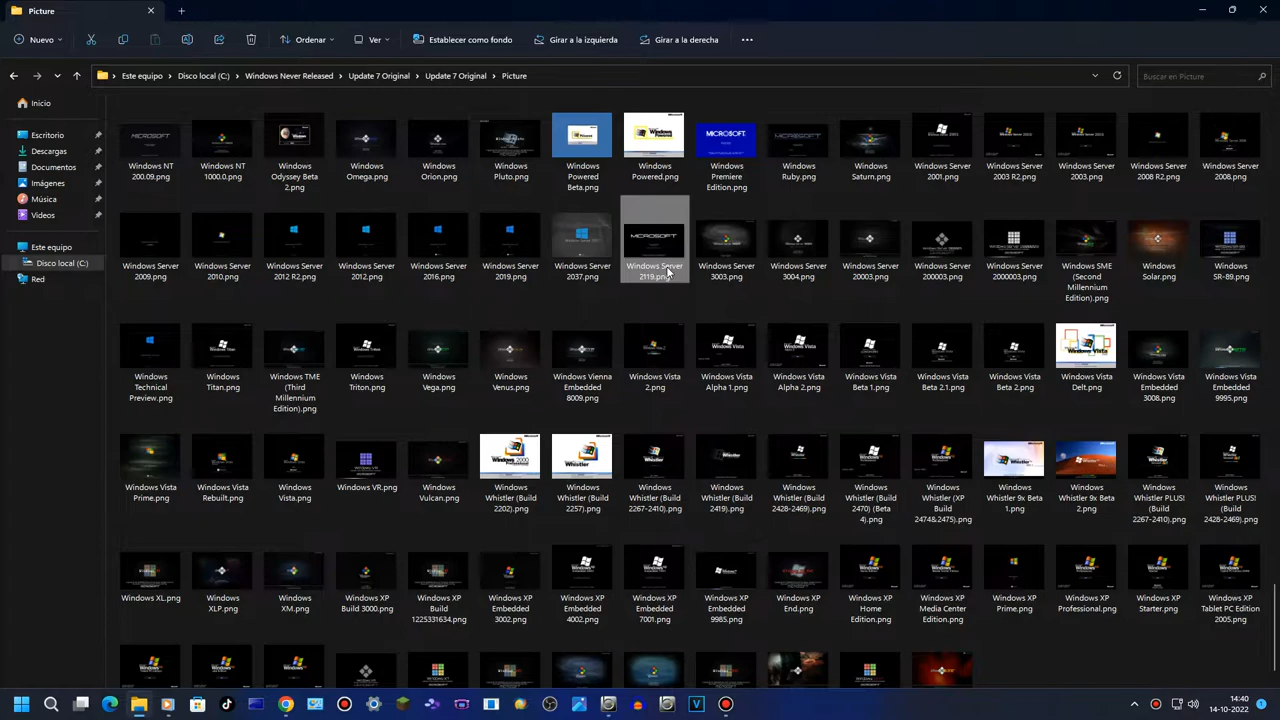 Picture
Nuevo
Ordenar
Ver
Establecer como fondo
Girar a la izquierda
Girar a la derecha
Este equipo > Disco local (C:) > Windows Never Released > Update 7 Original > Update 7 Original > Picture
Buscar en Picture
Inicio
Escritorio
Descargas
Documentos
Imágenes
Música
Videos
Este equipo
Disco local (C:)
Red
Windows NT
200.09.png
Windows NT
1000.0.png
Windows
Odyssey Beta
2.png
Windows
Omega.png
Windows
Orion.png
Windows
Pluto.png
Windows
Powered
Beta.png
Windows
Powered.png
Windows
Premiere
Edition.png
Windows
Ruby.png
Windows
Saturn.png
Windows Server
2001.png
Windows Server
2003 R2.png
Windows Server
2003.png
Windows Server
2008 R2.png
Windows Server
2008.png
Windows Server
2009.png
Windows Server
2010.png
Windows Server
2012 R2.png
Windows Server
2012.png
Windows Server
2016.png
Windows Server
2019.png
Windows Server
2037.png
MICROSOFT
Windows Server
2119.png
Windows Server
3003.png
Windows Server
3004.png
Windows Server
20003.png
Windows Server
200003.png
Windows Server
2000003.png
Windows SME
(Second
Millennium
Edition).png
Windows
Solar.png
Windows
SR-89.png
Windows
Technical
Preview.png
Windows
Titan.png
Windows TME
(Third
Millennium
Edition).png
Windows
Triton.png
Windows
Vega.png
Windows
Venus.png
Windows Vienna
Embedded
8009.png
Windows Vista
2.png
Windows Vista
Alpha 1.png
Windows Vista
Alpha 2.png
Windows Vista
Beta 1.png
Windows Vista
Beta 2.1.png
Windows Vista
Beta 2.png
Windows Vista
Delt.png
Windows Vista
Embedded
3008.png
Windows Vista
Embedded
9995.png
Windows Vista
Prime.png
Windows Vista
Rebuilt.png
Windows
Vista.png
Windows VR.png
Windows
Vulcan.png
Windows
Whistler (Build
2202).png
Windows
Whistler (Build
2257).png
Windows
Whistler (Build
2267-2410).png
Windows
Whistler (Build
2419).png
Windows
Whistler (Build
2428-2469).png
Windows
Whistler (Build
2470) (Beta
4).png
Windows
Whistler (XP
Build
2474&2475).png
Windows
Whistler 9x Beta
1.png
Windows
Whistler 9x Beta
2.png
Windows
Whistler PLUS!
(Build
2267-2410).png
Windows
Whistler PLUS!
(Build
2428-2469).png
Windows XL.png
Windows
XLP.png
Windows
XM.png
Windows XP
Build 3000.png
Windows XP
Build
1225331634.png
Windows XP
Embedded
3002.png
Windows XP
Embedded
4002.png
Windows XP
Embedded
7001.png
Windows XP
Embedded
9985.png
Windows XP
End.png
Windows XP
Home
Edition.png
Windows XP
Media Center
Edition.png
Windows XP
Prime.png
Windows XP
Professional.png
Windows XP
Starter.png
Windows XP
Tablet PC Edition
2005.png
14:40
14-10-2022